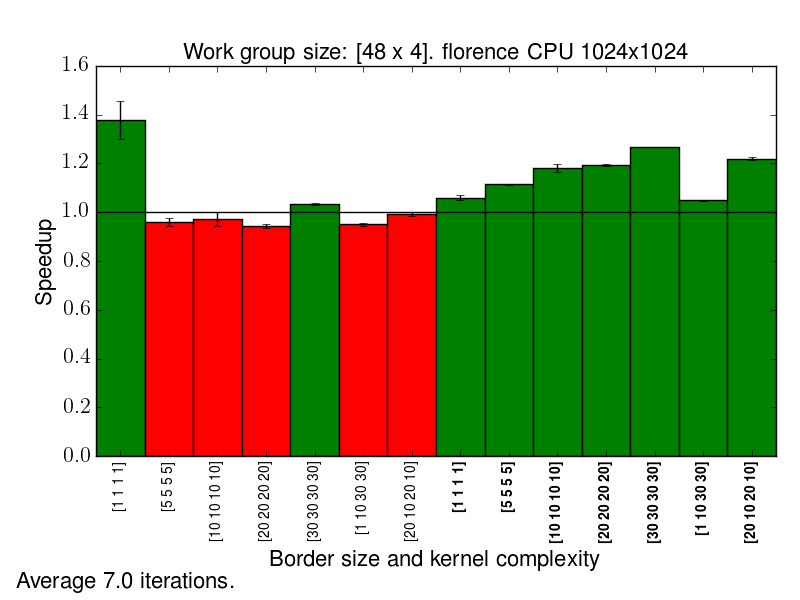 Work group size: [48 x 4]. florence CPU 1024x1024
1.6
1.4
1.2
1.0
0.8
0.6
0.4
0.2
0.0
Speedup
[1 1 1 1]
[5 5 5 5]
[10 10 10 10]
[20 20 20 20]
[30 30 30 30]
[1 10 30 30]
[20 10 20 10]
[1 1 1 1]
[5 5 5 5]
[10 10 10 10]
[20 20 20 20]
[30 30 30 30]
[1 10 30 30]
[20 10 20 10]
Border size and kernel complexity
Average 7.0 iterations.